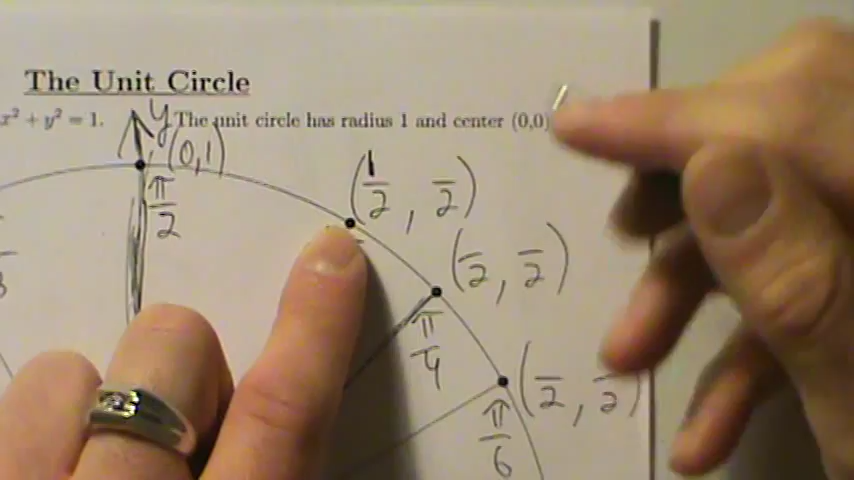 The Unit Circle
x² + y² = 1. The unit circle has radius 1 and center (0,0)
y
(0,1)
π/2
(1/2, /2)
(/2, /2)
π/4
(/2, /2)
π/6